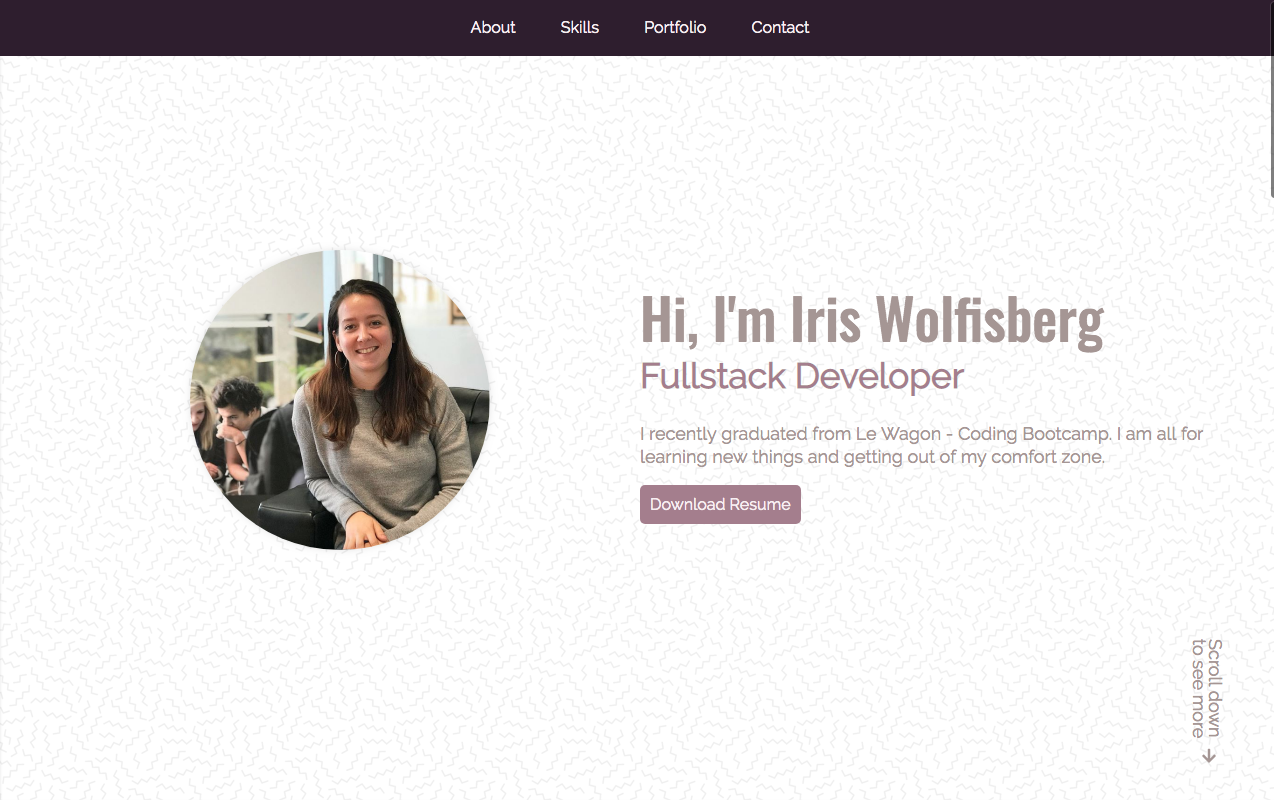 About Skills Portfolio Contact
Hi, I'm Iris Wolfisberg
Fullstack Developer
I recently graduated from Le Wagon - Coding Bootcamp. I am all for
learning new things and getting out of my comfort zone.
Download Resume
Scroll down
to see more